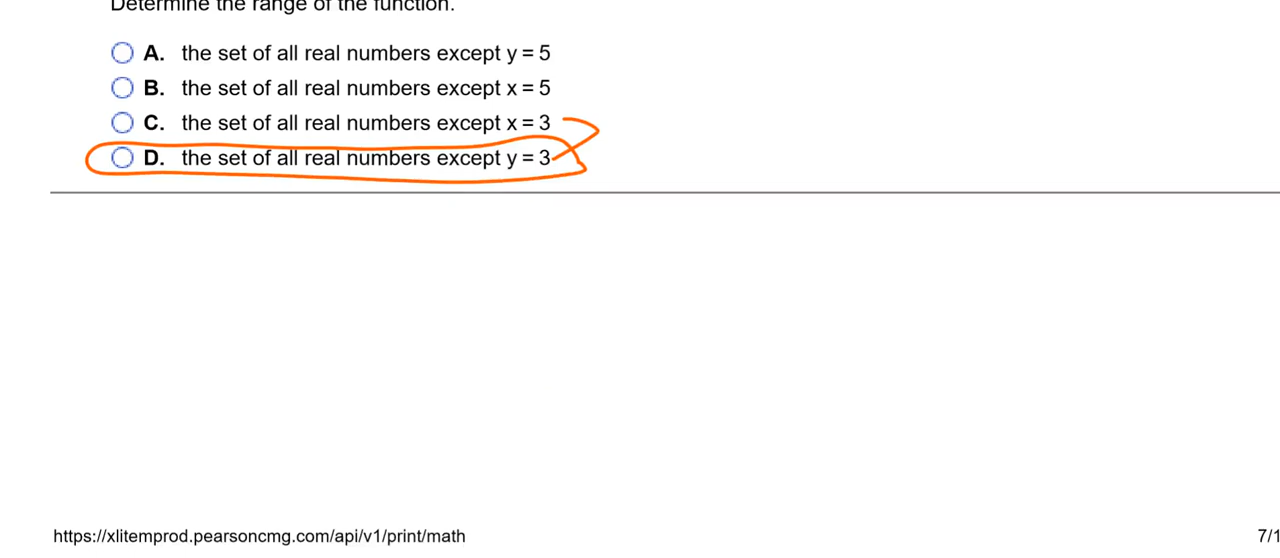 Determine the range of the function.
A. the set of all real numbers except y = 5
B. the set of all real numbers except x = 5
C. the set of all real numbers except x = 3
D. the set of all real numbers except y = 3
https://xlitemprod.pearsoncmg.com/api/v1/print/math
7/1